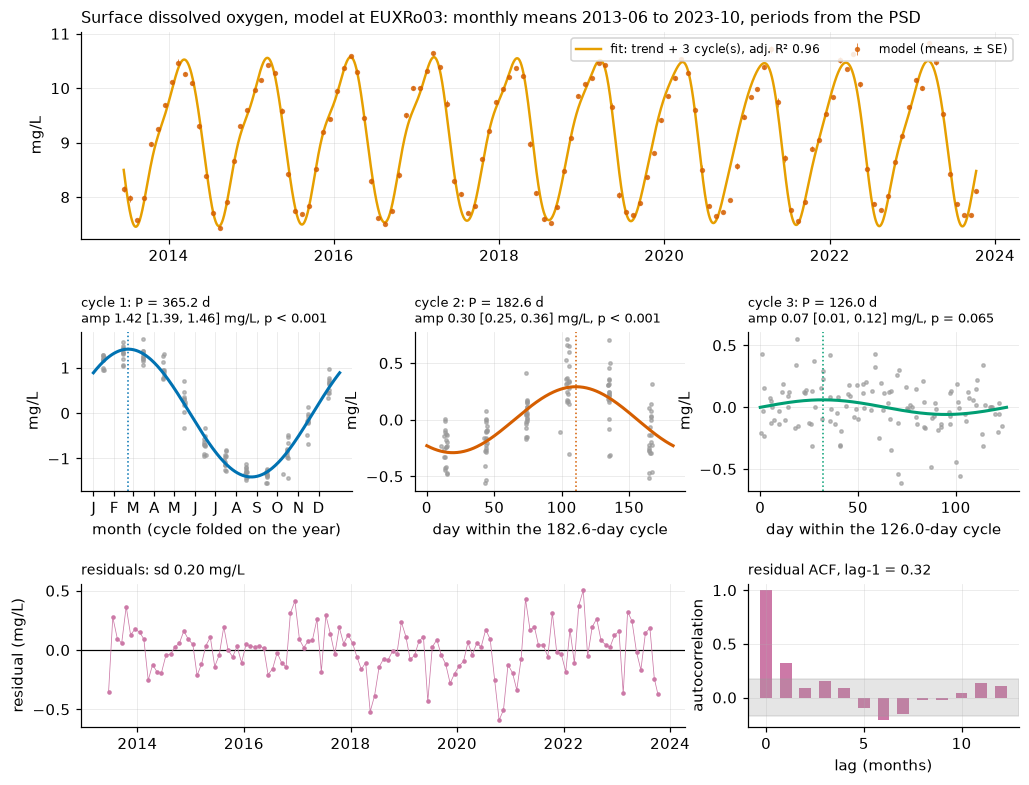 Surface dissolved oxygen, model at EUXRo03: monthly means 2013-06 to 2023-10, periods from the PSD
fit: trend + 3 cycle(s), adj. R² 0.96
model (means, ± SE)
mg/L
11
10
9
8
2014
2016
2018
2020
2022
2024
cycle 1: P = 365.2 d
amp 1.42 [1.39, 1.46] mg/L, p < 0.001
mg/L
1
0
−1
J F M A M J J A S O N D
month (cycle folded on the year)
cycle 2: P = 182.6 d
amp 0.30 [0.25, 0.36] mg/L, p < 0.001
mg/L
0.5
0.0
−0.5
0 50 100 150
day within the 182.6-day cycle
cycle 3: P = 126.0 d
amp 0.07 [0.01, 0.12] mg/L, p = 0.065
mg/L
0.5
0.0
−0.5
0 50 100
day within the 126.0-day cycle
residuals: sd 0.20 mg/L
residual (mg/L)
0.5
0.0
−0.5
2014 2016 2018 2020 2022 2024
residual ACF, lag-1 = 0.32
autocorrelation
1.0
0.5
0.0
0 5 10
lag (months)